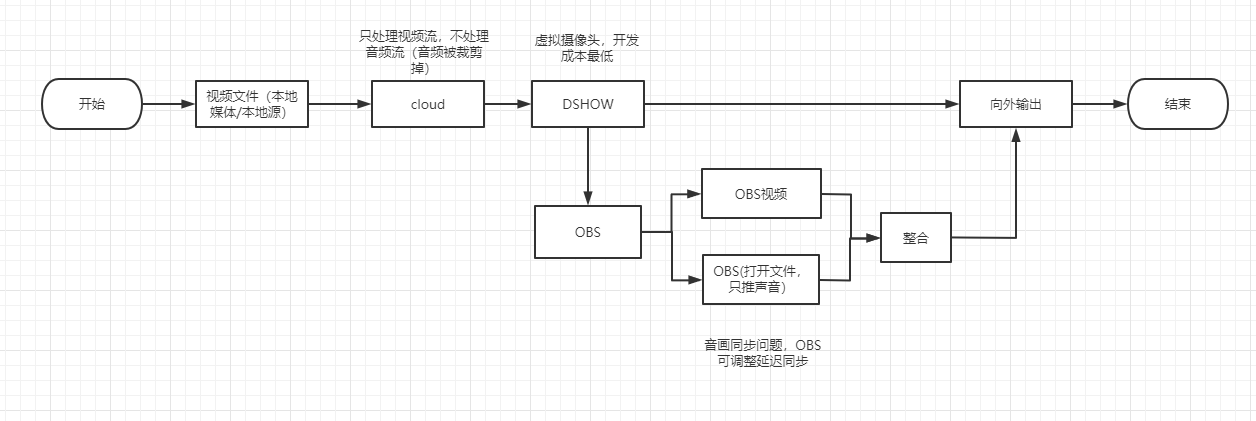 只处理视频流，不处理
音频流（音频被裁剪
掉）
虚拟摄像头，开发
成本最低
开始
视频文件（本地
媒体/本地源）
cloud
DSHOW
向外输出
结束
OBS视频
OBS
整合
OBS(打开文件，
只推声音）
音画同步问题，OBS
可调整延迟同步